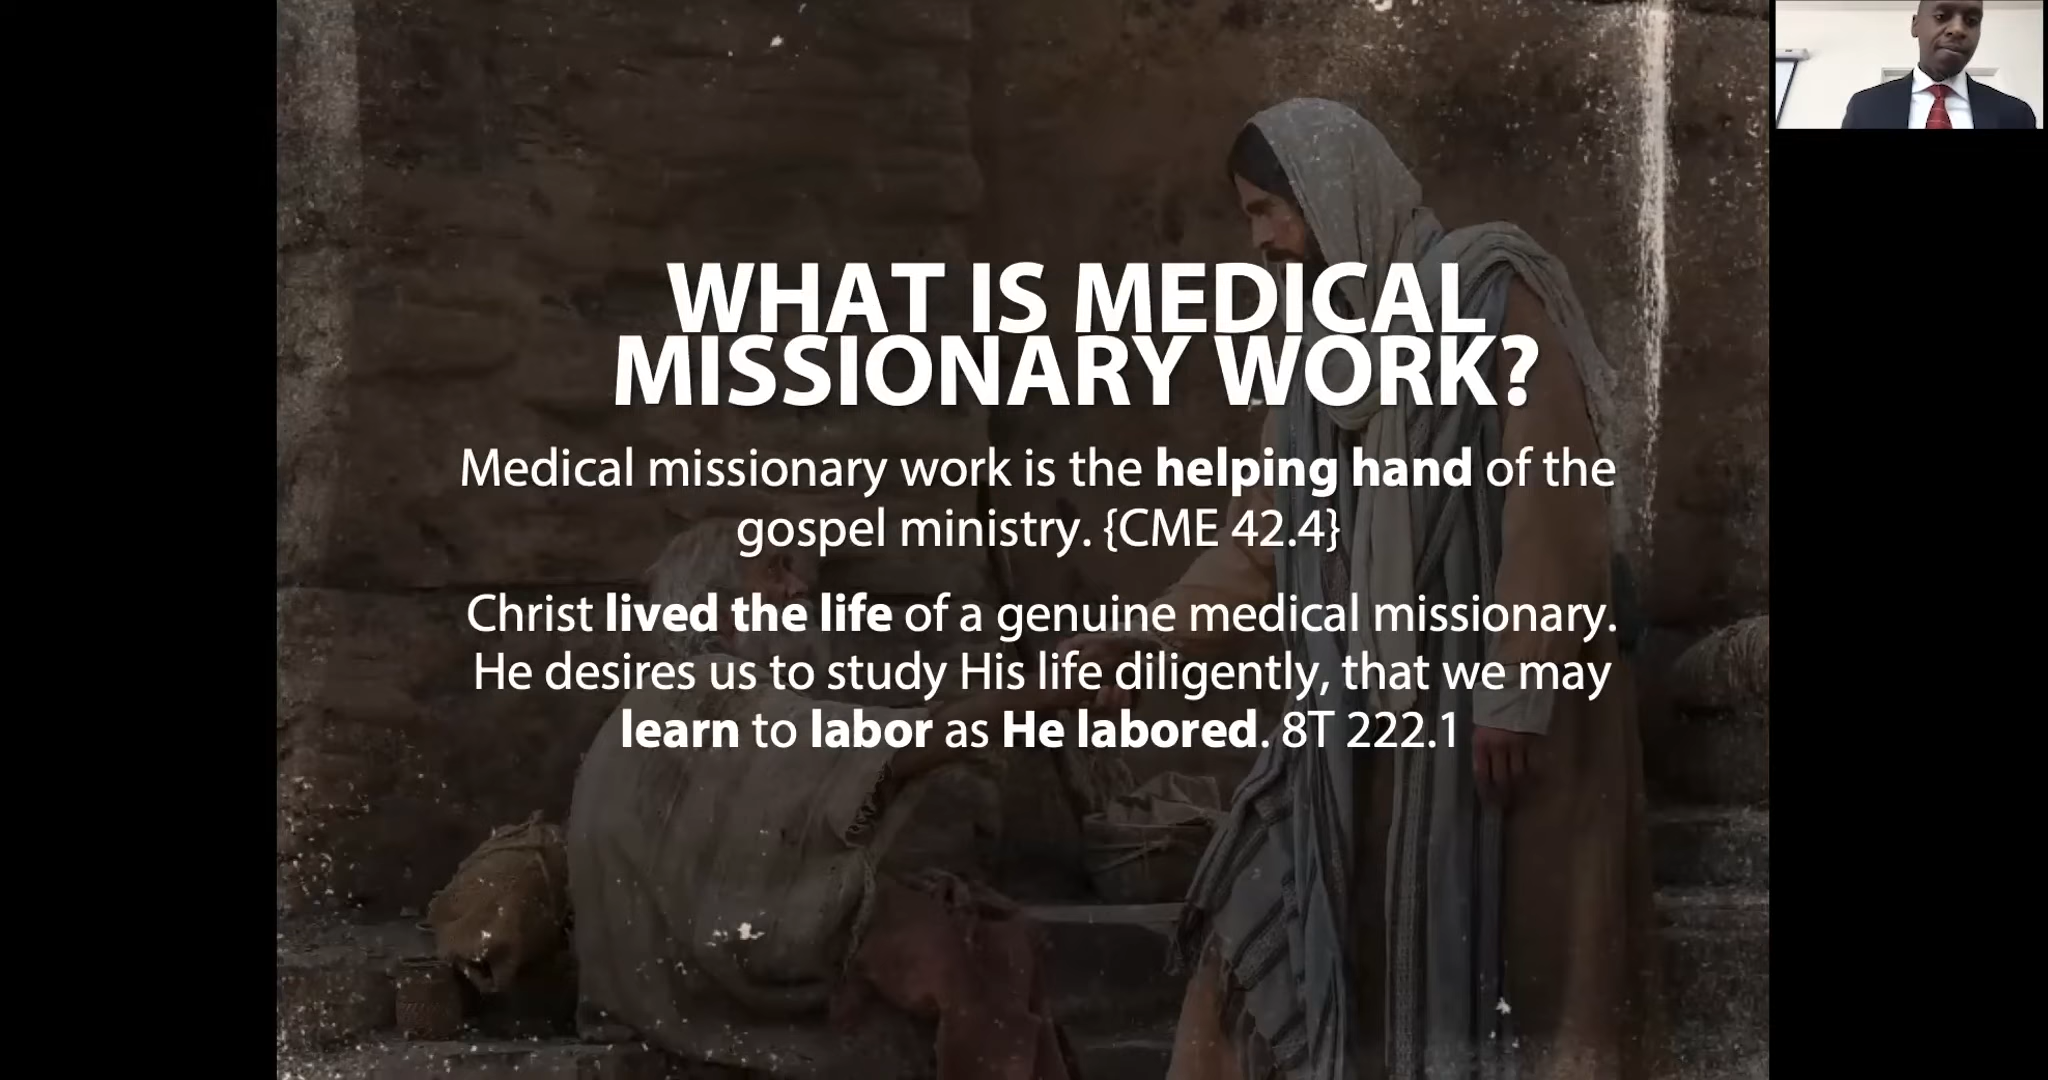 WHAT IS MEDICAL
MISSIONARY WORK?
Medical missionary work is the helping hand of the
gospel ministry. {CME 42.4}
Christ lived the life of a genuine medical missionary.
He desires us to study His life diligently, that we may
learn to labor as He labored. 8T 222.1